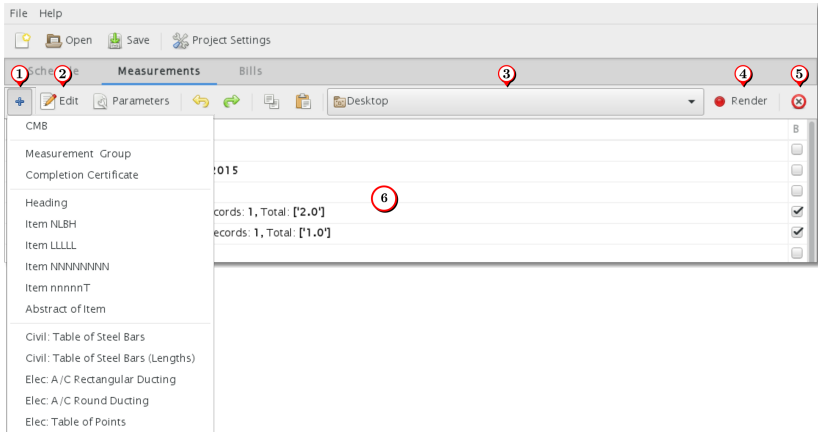 File Help
Open Save Project Settings
1 2 3 4 5
Measurements Bills
Edit Parameters Desktop Render
CMB B
Measurement Group
2015
Completion Certificate
6
Heading
cords: 1, Total: ['2.0']
Item NLBH
ecords: 1, Total: ['1.0']
Item LLLLL
Item NNNNNNNN
Item nnnnnT
Abstract of Item
Civil: Table of Steel Bars
Civil: Table of Steel Bars (Lengths)
Elec: A/C Rectangular Ducting
Elec: A/C Round Ducting
Elec: Table of Points